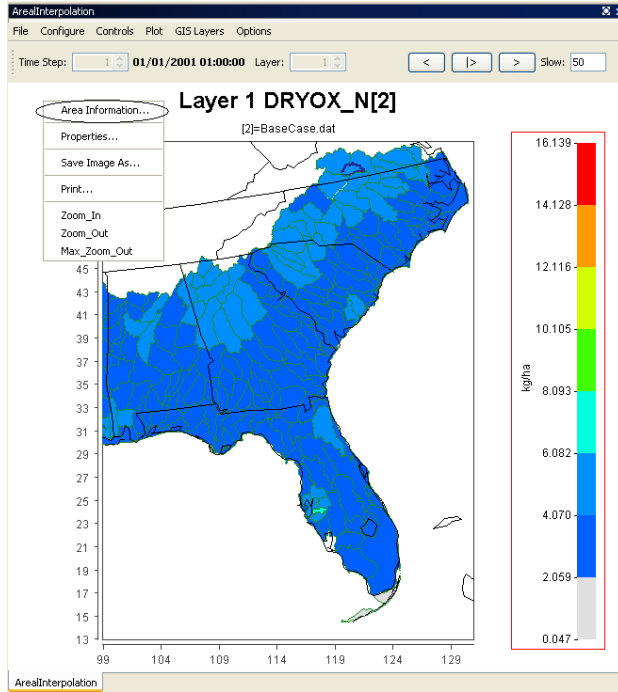 ArealInterpolation
File Configure Controls Plot GIS Layers Options
Time Step: 1 01/01/2001 01:00:00 Layer: 1 < |> > Slow: 50
Layer 1 DRYOX_N[2]
[2]=BaseCase.dat
Area Information...
Properties...
Save Image As...
Print...
Zoom_In
Zoom_Out
Max_Zoom_Out
45
43
41
39
37
35
33
31
29
27
25
23
21
19
17
15
13
99 104 109 114 119 124 129
16.139
14.128
12.116
10.105
8.093
6.082
4.070
2.059
0.047
kg/ha
ArealInterpolation